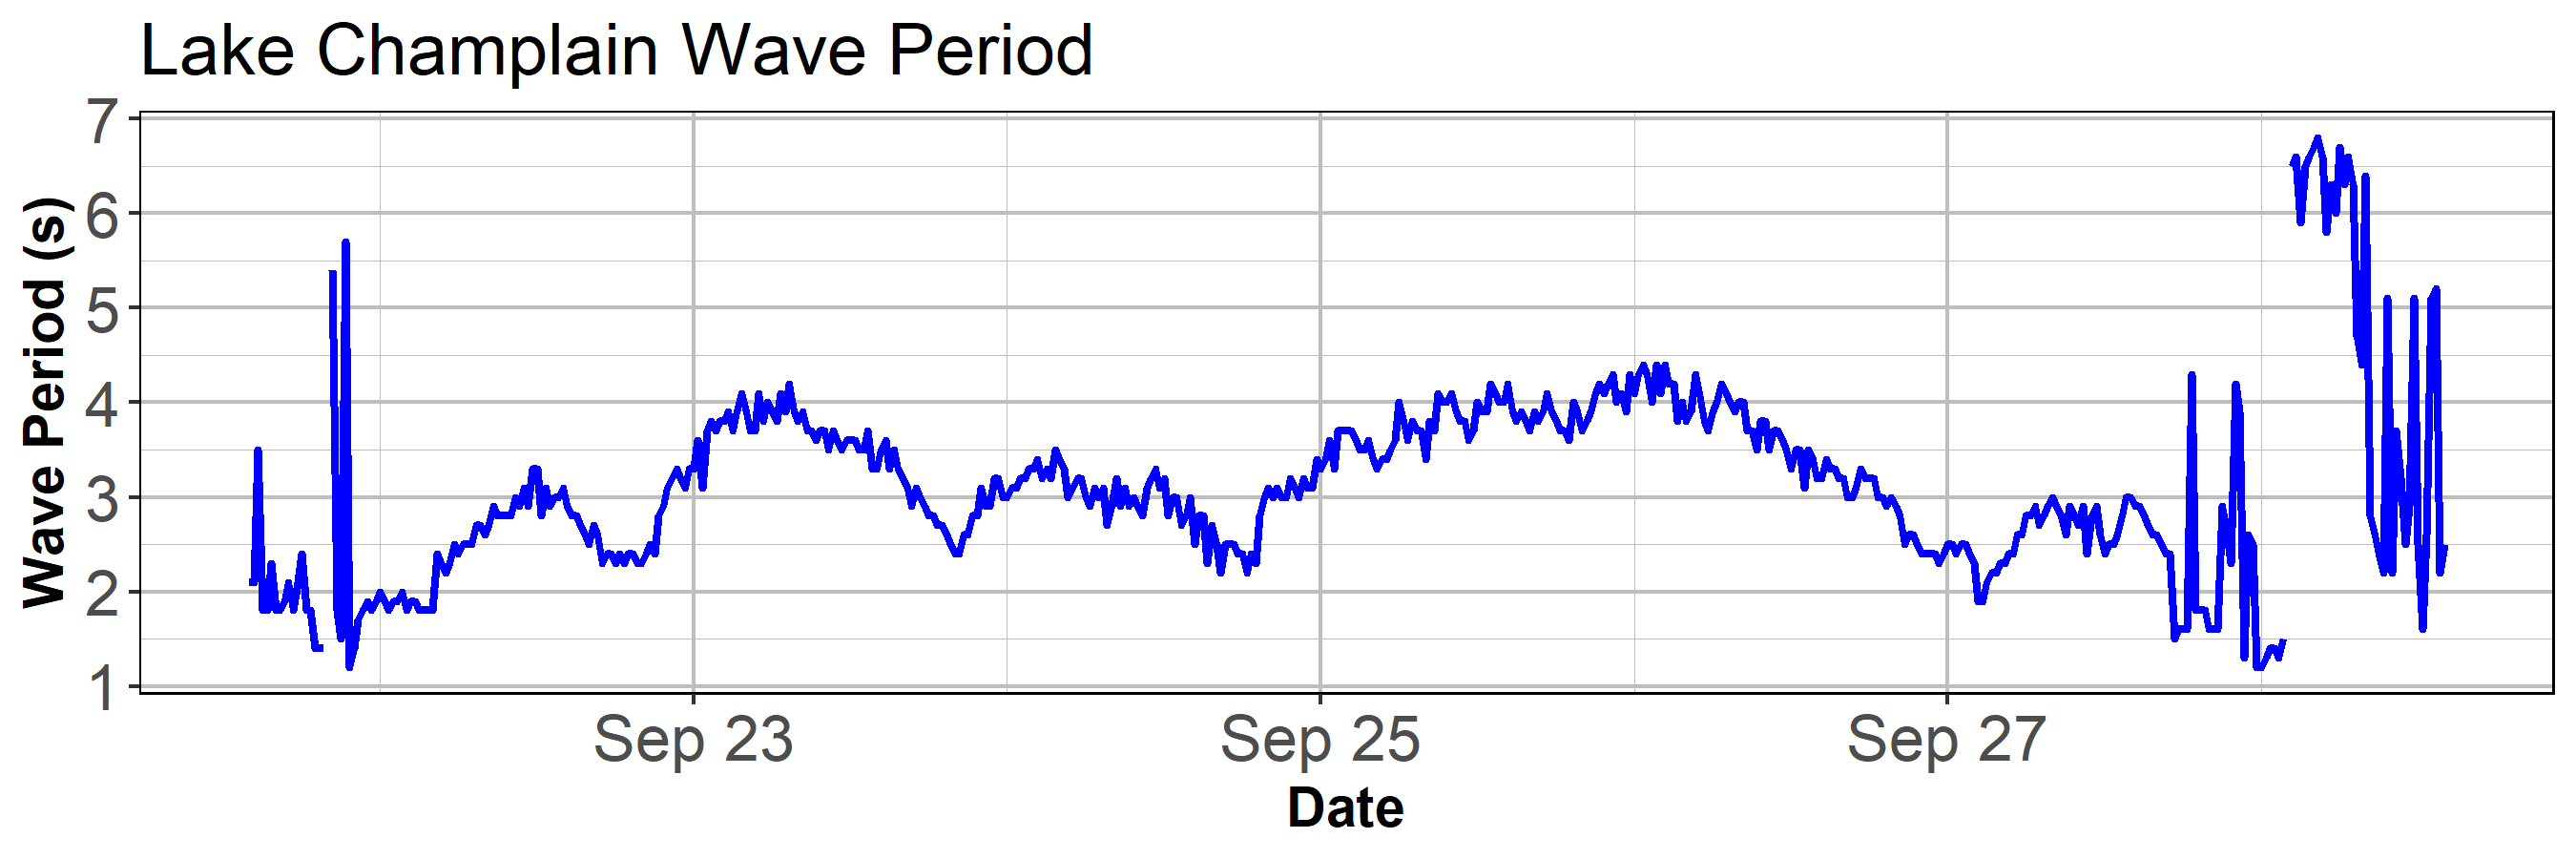 Lake Champlain Wave Period
Wave Period (s)
7
6
5
4
3
2
1
Sep 23
Sep 25
Sep 27
Date